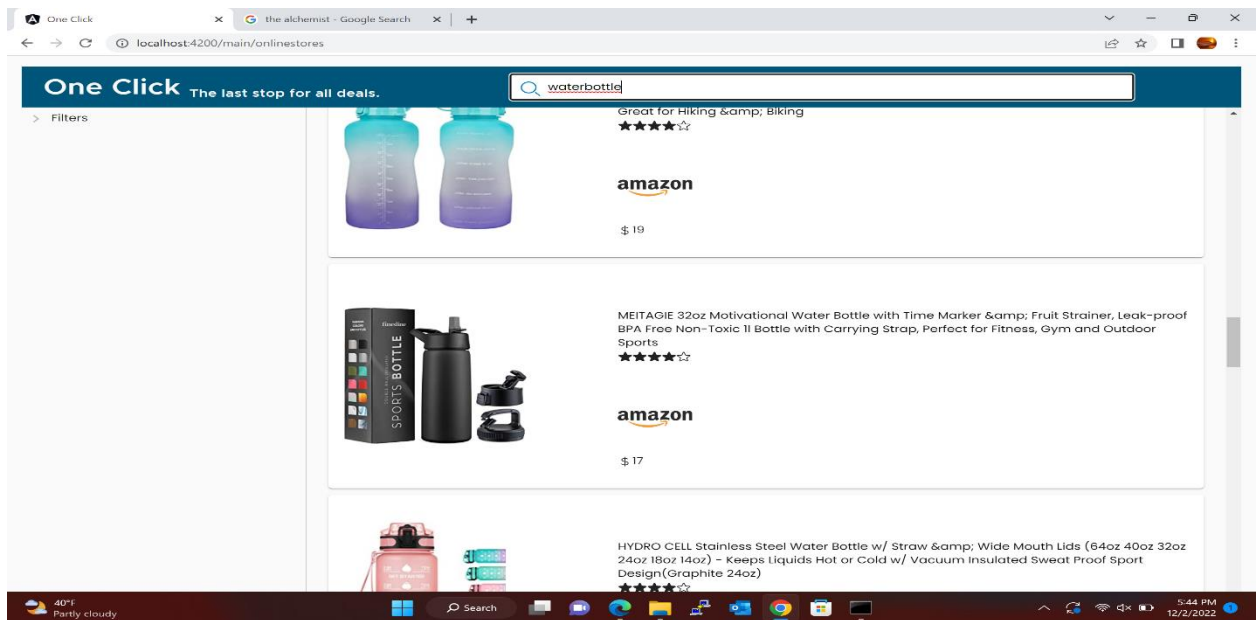 One Click
the alchemist - Google Search
localhost:4200/main/onlinestores
One Click The last stop for all deals.
waterbottle
Filters
Great for Hiking &amp; Biking
amazon
$ 19
MEITAGIE 32oz Motivational Water Bottle with Time Marker &amp; Fruit Strainer, Leak-proof
BPA Free Non-Toxic 1l Bottle with Carrying Strap, Perfect for Fitness, Gym and Outdoor
Sports
SPORTS BOTTLE
amazon
$ 17
HYDRO CELL Stainless Steel Water Bottle w/ Straw &amp; Wide Mouth Lids (64oz 40oz 32oz
24oz 18oz 14oz) - Keeps Liquids Hot or Cold w/ Vacuum Insulated Sweat Proof Sport
Design(Graphite 24oz)
40°F
Partly cloudy
Search
5:44 PM
12/2/2022
1